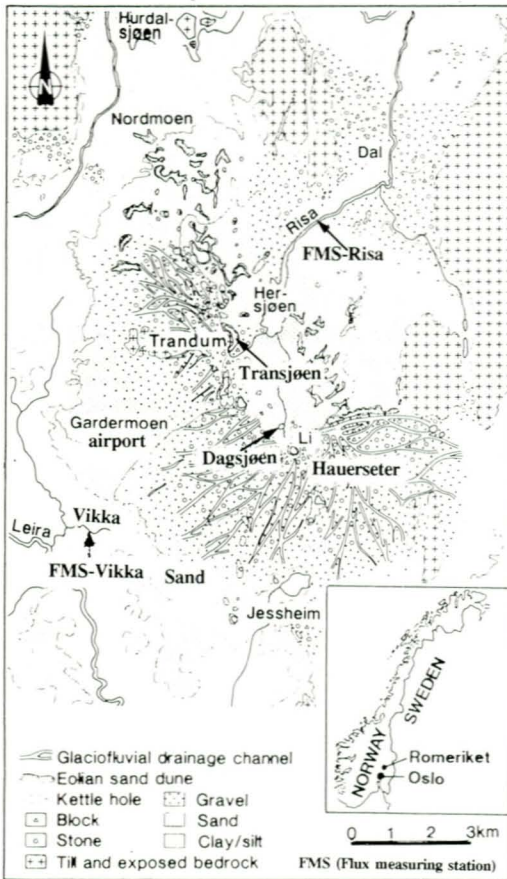 Hurdal-
sjøen
N
Nordmoen
Dal
Risa
FMS-Risa
Her-
sjøen
Trandum
Transjøen
Gardermoen
airport
Li
Dagsjøen
Hauerseter
Vikka
Leira
FMS-Vikka
Sand
Jessheim
NORWAY
SWEDEN
Romeriket
Oslo
Glaciofluvial drainage channel
Eolian sand dune
Kettle hole
Gravel
Block
Sand
Stone
Clay/silt
Till and exposed bedrock
0 1 2 3km
FMS (Flux measuring station)